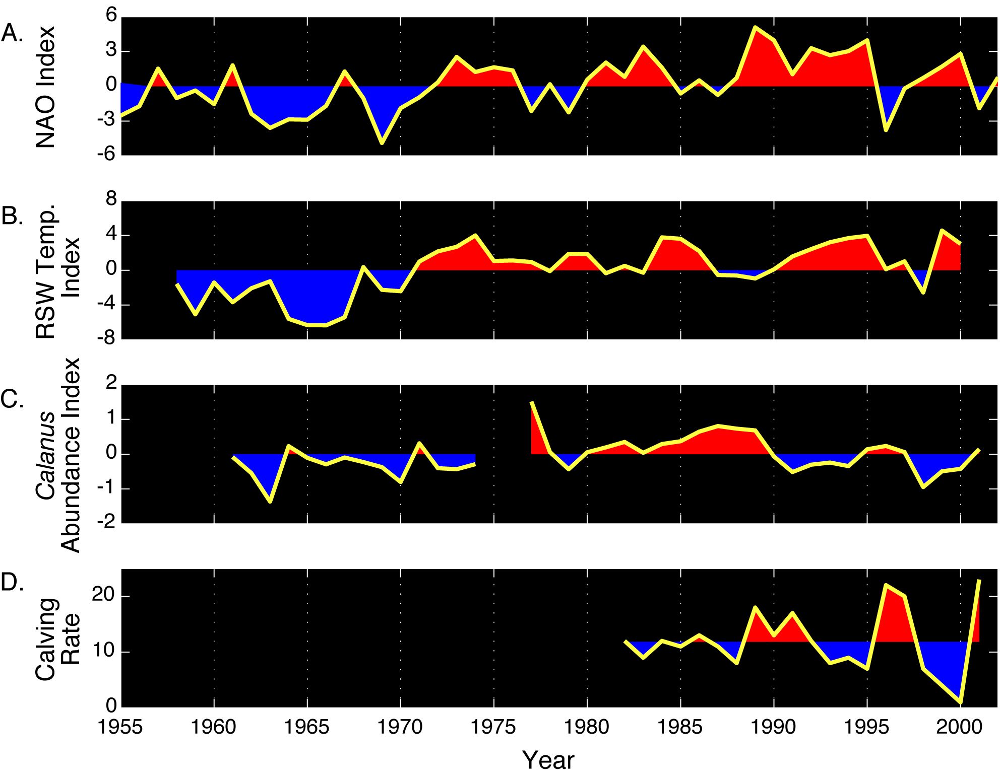 A.
NAO Index
6
3
0
-3
-6
B.
RSW Temp.
Index
8
4
0
-4
-8
C.
Calanus
Abundance Index
2
1
0
-1
-2
D.
Calving
Rate
20
10
0
1955 1960 1965 1970 1975 1980 1985 1990 1995 2000
Year